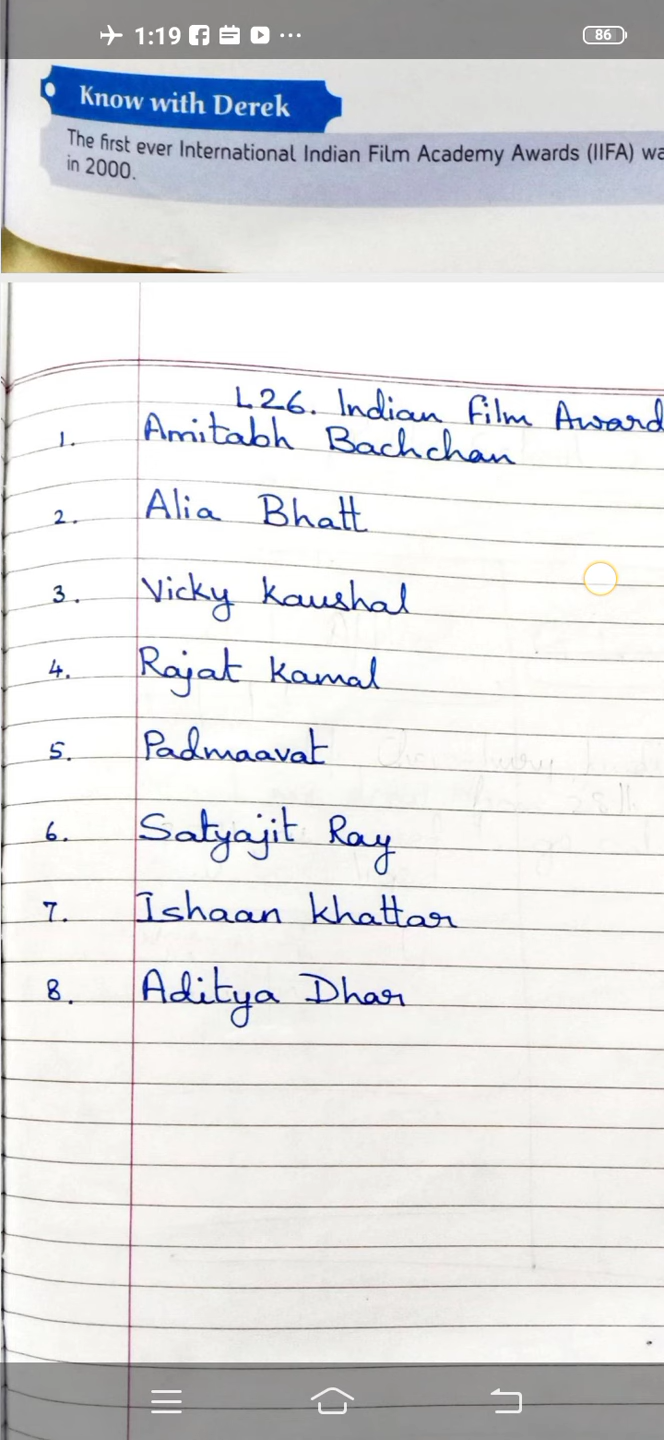 1:19
86
Know with Derek
The first ever International Indian Film Academy Awards (IIFA) wa
in 2000.
L26. Indian Film Award
1. Amitabh Bachchan
2. Alia Bhatt
3. Vicky Kaushal
4. Rajat Kamal
5. Padmaavat
6. Satyajit Ray
7. Ishaan Khattar
8. Aditya Dhar